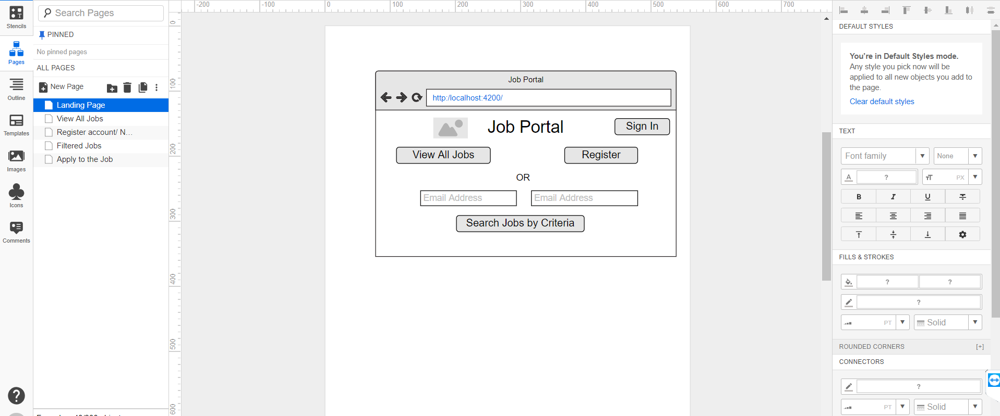 Stencils
Pages
Outline
Templates
Images
Icons
Comments
?
Search Pages
PINNED
No pinned pages
ALL PAGES
New Page
Landing Page
View All Jobs
Register account/ N...
Filtered Jobs
Apply to the Job
-200 -100 0 100 200 300 400 500 600 700
0
100
200
300
400
500
600
Job Portal
http:/localhost:4200/
Job Portal
Sign In
View All Jobs
Register
OR
Email Address Email Address
Search Jobs by Criteria
DEFAULT STYLES
You're in Default Styles mode.
Any style you pick now will be
applied to all new objects you add to
the page.
Clear default styles
TEXT
Font family None
A ? TT PX
B I U S
FILLS & STROKES
? ?
?
PT Solid
ROUNDED CORNERS [+]
CONNECTORS
?
PT Solid